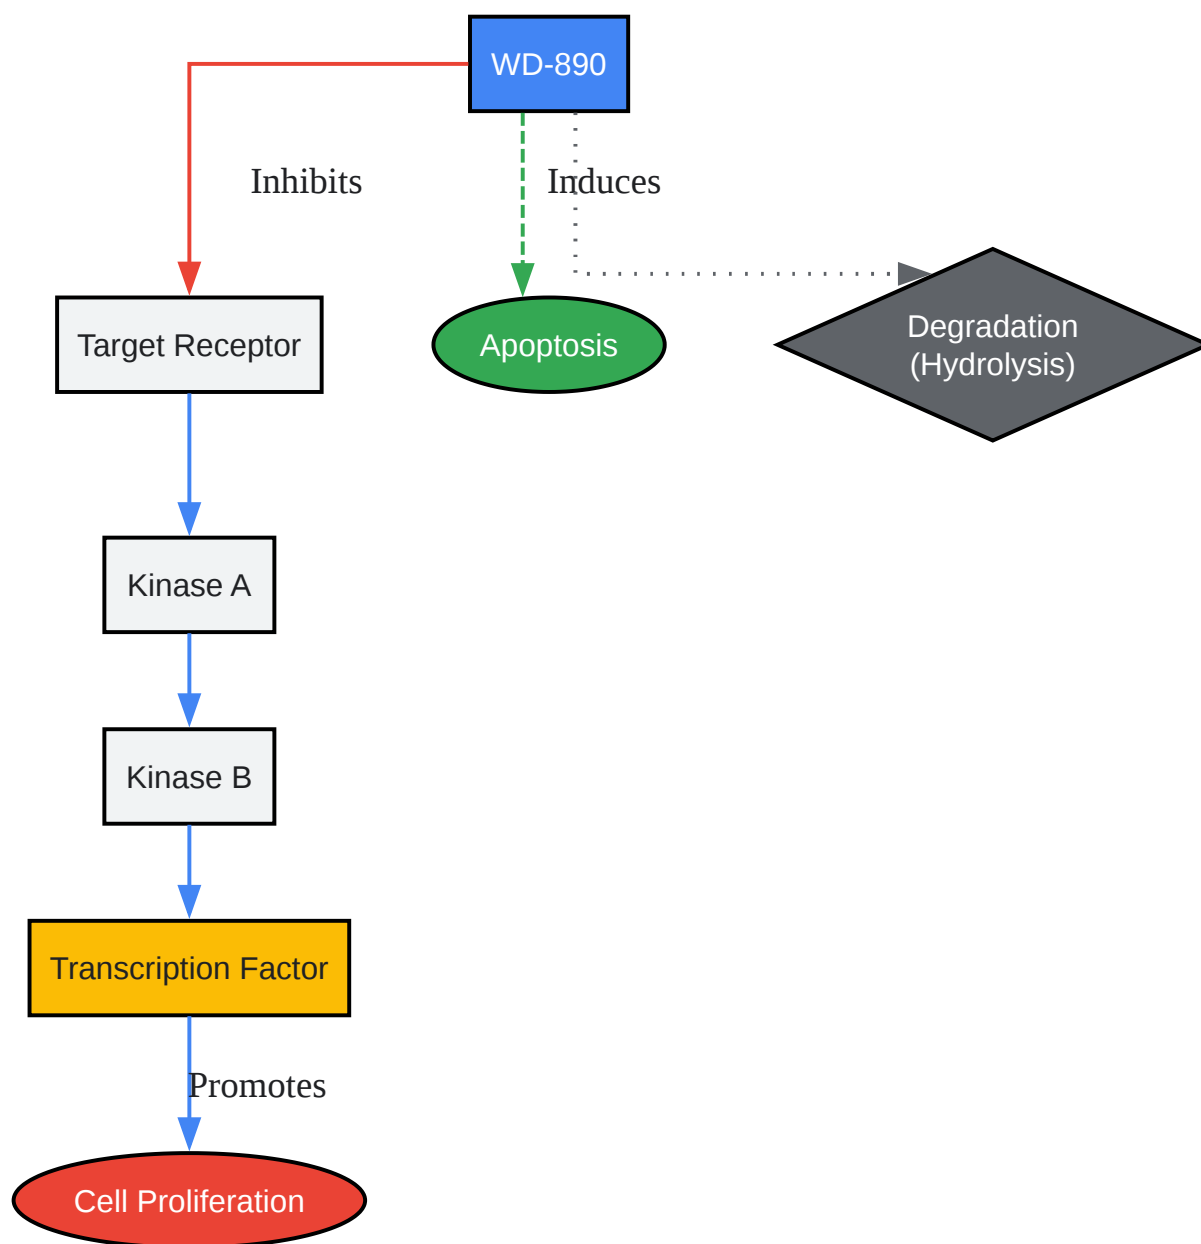 WD-890
Inhibits
Induces
Target Receptor
Apoptosis
Degradation
(Hydrolysis)
Kinase A
Kinase B
Transcription Factor
Promotes
Cell Proliferation